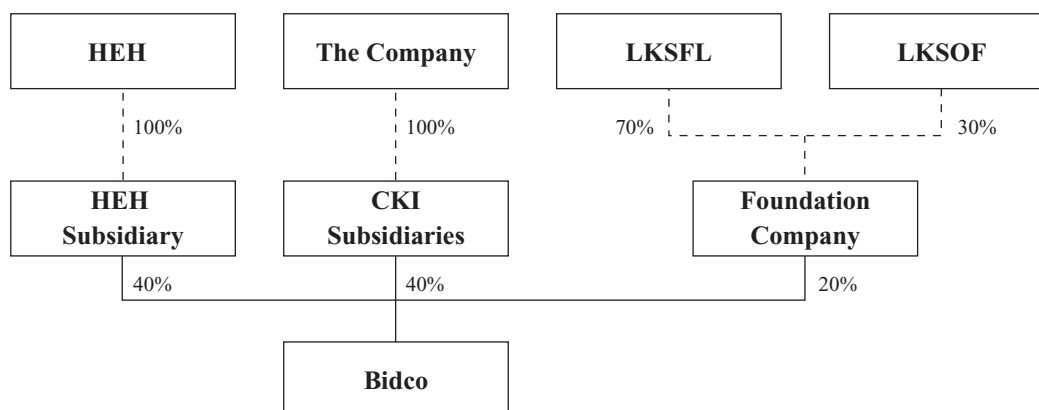 HEH
The Company
LKSFL
LKSOF
100%
100%
70%
30%
HEH
Subsidiary
CKI
Subsidiaries
Foundation
Company
40%
40%
20%
Bidco